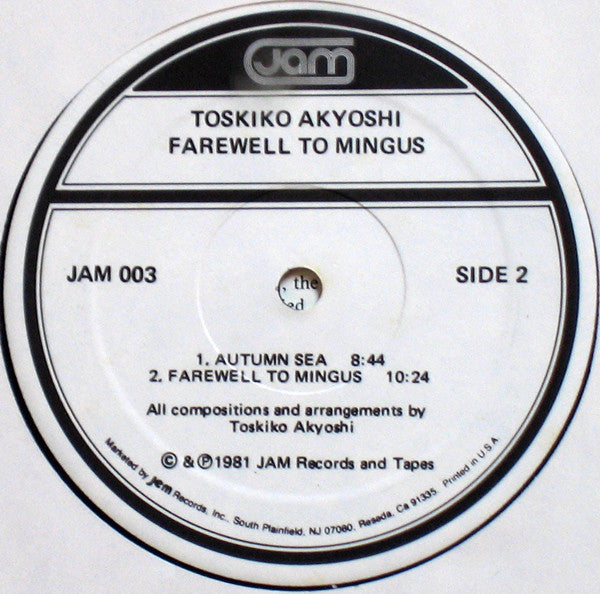 Jam
TOSKIKO AKYOSHI
FAREWELL TO MINGUS
JAM 003
SIDE 2
, the
ed
1. AUTUMN SEA 8:44
2. FAREWELL TO MINGUS 10:24
All compositions and arrangements by
Toskiko Akyoshi
© & ℗ 1981 JAM Records and Tapes
Marketed by jem Records, Inc., South Plainfield, NJ 07080. Reseda, Ca 91335. Printed in U.S.A